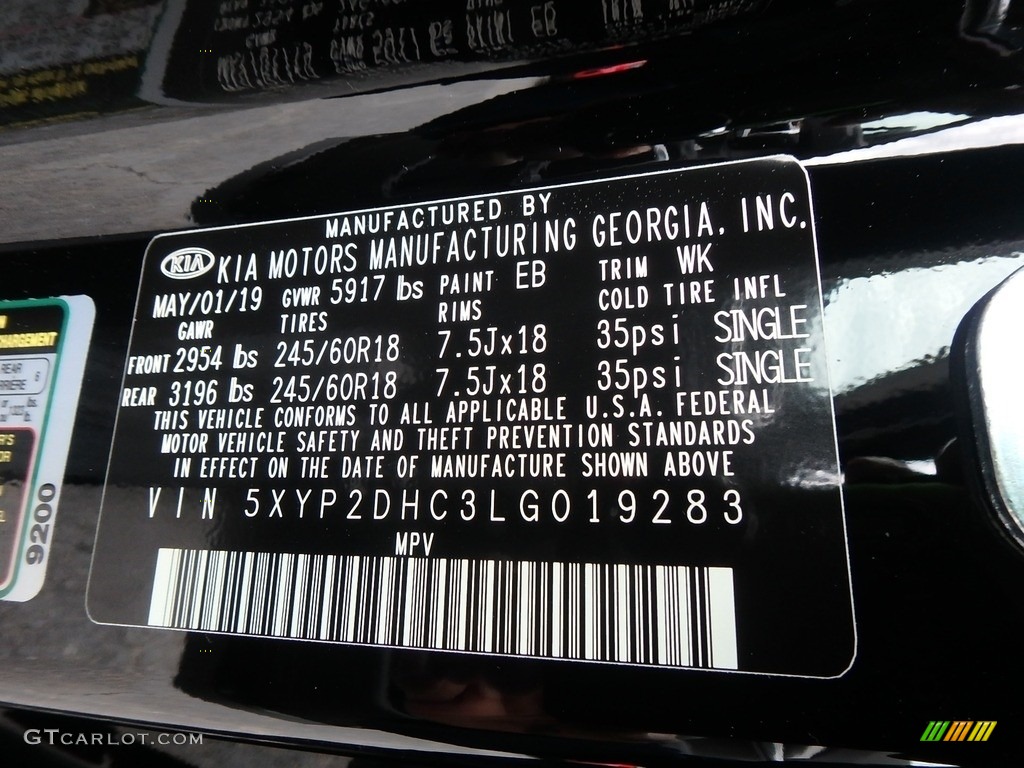 MANUFACTURED BY
KIA KIA MOTORS MANUFACTURING GEORGIA, INC.
MAY/01/19 GVWR 5917 lbs PAINT EB TRIM WK
GAWR TIRES RIMS COLD TIRE INFL
FRONT 2954 lbs 245/60R18 7.5Jx18 35psi SINGLE
REAR 3196 lbs 245/60R18 7.5Jx18 35psi SINGLE
THIS VEHICLE CONFORMS TO ALL APPLICABLE U.S.A. FEDERAL
MOTOR VEHICLE SAFETY AND THEFT PREVENTION STANDARDS
IN EFFECT ON THE DATE OF MANUFACTURE SHOWN ABOVE
VIN 5XYP2DHC3LG019283
MPV
9200
GTCARLOT.COM